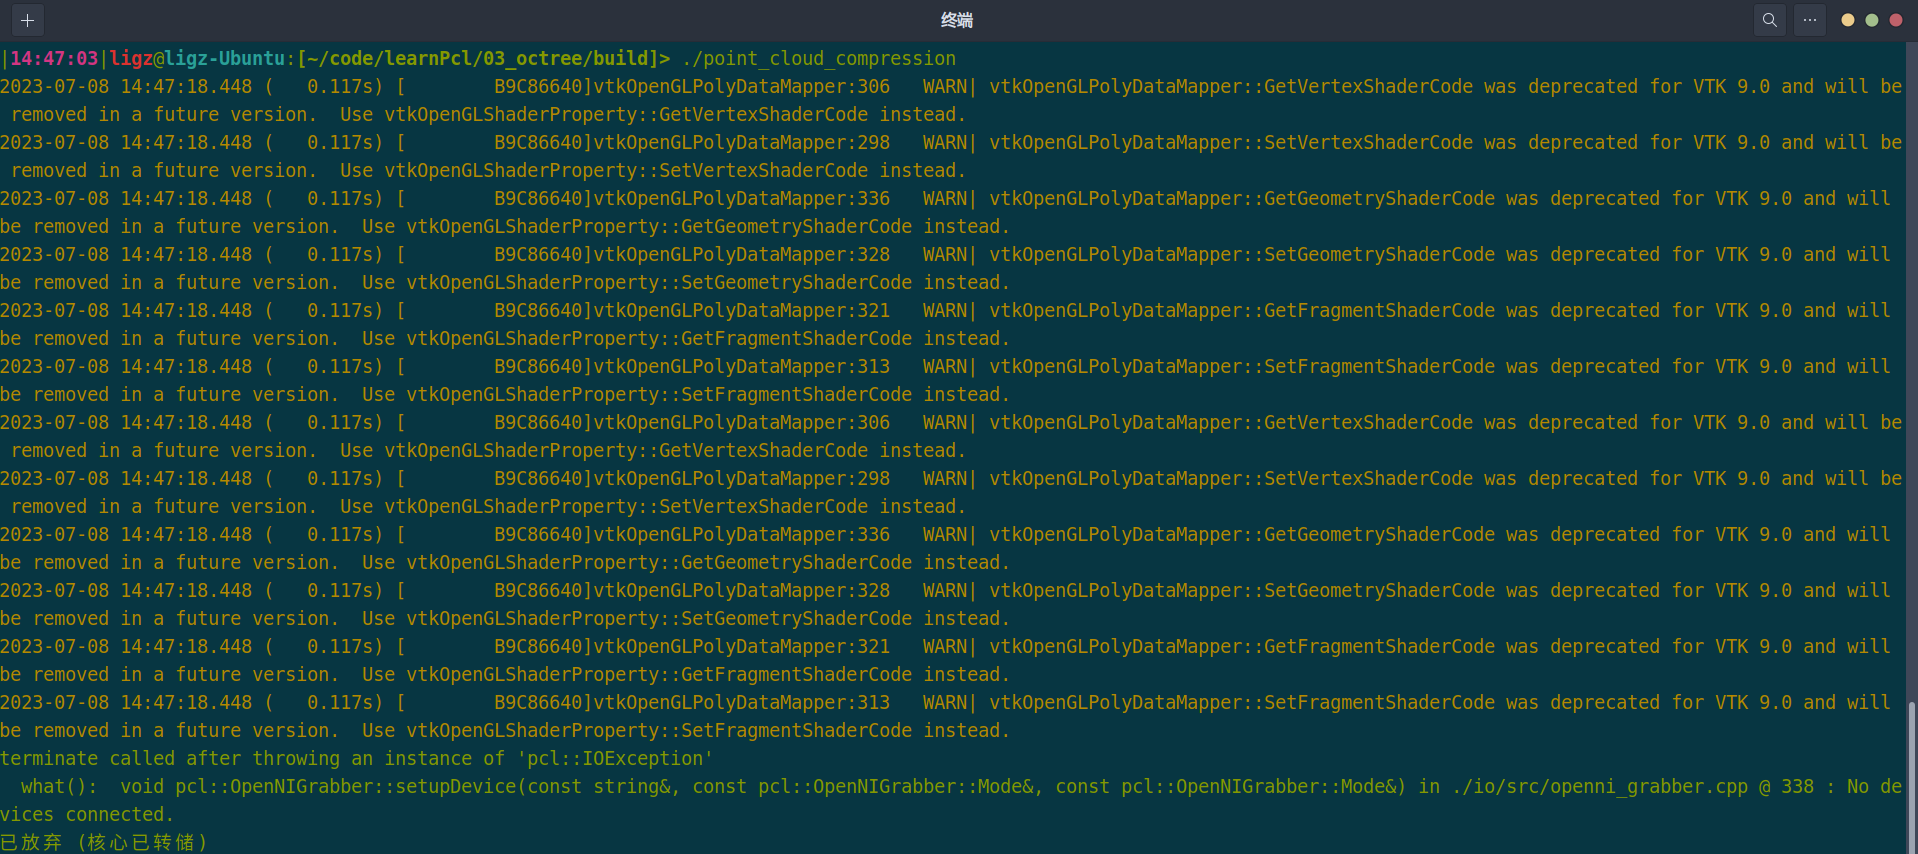 终端
|14:47:03|ligz@ligz-Ubuntu:[~/code/learnPcl/03_octree/build]> ./point_cloud_compression
2023-07-08 14:47:18.448 (   0.117s) [        B9C86640]vtkOpenGLPolyDataMapper:306   WARN| vtkOpenGLPolyDataMapper::GetVertexShaderCode was deprecated for VTK 9.0 and will be
 removed in a future version.  Use vtkOpenGLShaderProperty::GetVertexShaderCode instead.
2023-07-08 14:47:18.448 (   0.117s) [        B9C86640]vtkOpenGLPolyDataMapper:298   WARN| vtkOpenGLPolyDataMapper::SetVertexShaderCode was deprecated for VTK 9.0 and will be
 removed in a future version.  Use vtkOpenGLShaderProperty::SetVertexShaderCode instead.
2023-07-08 14:47:18.448 (   0.117s) [        B9C86640]vtkOpenGLPolyDataMapper:336   WARN| vtkOpenGLPolyDataMapper::GetGeometryShaderCode was deprecated for VTK 9.0 and will
be removed in a future version.  Use vtkOpenGLShaderProperty::GetGeometryShaderCode instead.
2023-07-08 14:47:18.448 (   0.117s) [        B9C86640]vtkOpenGLPolyDataMapper:328   WARN| vtkOpenGLPolyDataMapper::SetGeometryShaderCode was deprecated for VTK 9.0 and will
be removed in a future version.  Use vtkOpenGLShaderProperty::SetGeometryShaderCode instead.
2023-07-08 14:47:18.448 (   0.117s) [        B9C86640]vtkOpenGLPolyDataMapper:321   WARN| vtkOpenGLPolyDataMapper::GetFragmentShaderCode was deprecated for VTK 9.0 and will
be removed in a future version.  Use vtkOpenGLShaderProperty::GetFragmentShaderCode instead.
2023-07-08 14:47:18.448 (   0.117s) [        B9C86640]vtkOpenGLPolyDataMapper:313   WARN| vtkOpenGLPolyDataMapper::SetFragmentShaderCode was deprecated for VTK 9.0 and will
be removed in a future version.  Use vtkOpenGLShaderProperty::SetFragmentShaderCode instead.
2023-07-08 14:47:18.448 (   0.117s) [        B9C86640]vtkOpenGLPolyDataMapper:306   WARN| vtkOpenGLPolyDataMapper::GetVertexShaderCode was deprecated for VTK 9.0 and will be
 removed in a future version.  Use vtkOpenGLShaderProperty::GetVertexShaderCode instead.
2023-07-08 14:47:18.448 (   0.117s) [        B9C86640]vtkOpenGLPolyDataMapper:298   WARN| vtkOpenGLPolyDataMapper::SetVertexShaderCode was deprecated for VTK 9.0 and will be
 removed in a future version.  Use vtkOpenGLShaderProperty::SetVertexShaderCode instead.
2023-07-08 14:47:18.448 (   0.117s) [        B9C86640]vtkOpenGLPolyDataMapper:336   WARN| vtkOpenGLPolyDataMapper::GetGeometryShaderCode was deprecated for VTK 9.0 and will
be removed in a future version.  Use vtkOpenGLShaderProperty::GetGeometryShaderCode instead.
2023-07-08 14:47:18.448 (   0.117s) [        B9C86640]vtkOpenGLPolyDataMapper:328   WARN| vtkOpenGLPolyDataMapper::SetGeometryShaderCode was deprecated for VTK 9.0 and will
be removed in a future version.  Use vtkOpenGLShaderProperty::SetGeometryShaderCode instead.
2023-07-08 14:47:18.448 (   0.117s) [        B9C86640]vtkOpenGLPolyDataMapper:321   WARN| vtkOpenGLPolyDataMapper::GetFragmentShaderCode was deprecated for VTK 9.0 and will
be removed in a future version.  Use vtkOpenGLShaderProperty::GetFragmentShaderCode instead.
2023-07-08 14:47:18.448 (   0.117s) [        B9C86640]vtkOpenGLPolyDataMapper:313   WARN| vtkOpenGLPolyDataMapper::SetFragmentShaderCode was deprecated for VTK 9.0 and will
be removed in a future version.  Use vtkOpenGLShaderProperty::SetFragmentShaderCode instead.
terminate called after throwing an instance of 'pcl::IOException'
  what():  void pcl::OpenNIGrabber::setupDevice(const string&, const pcl::OpenNIGrabber::Mode&, const pcl::OpenNIGrabber::Mode&) in ./io/src/openni_grabber.cpp @ 338 : No de
vices connected.
已放弃 (核心已转储)